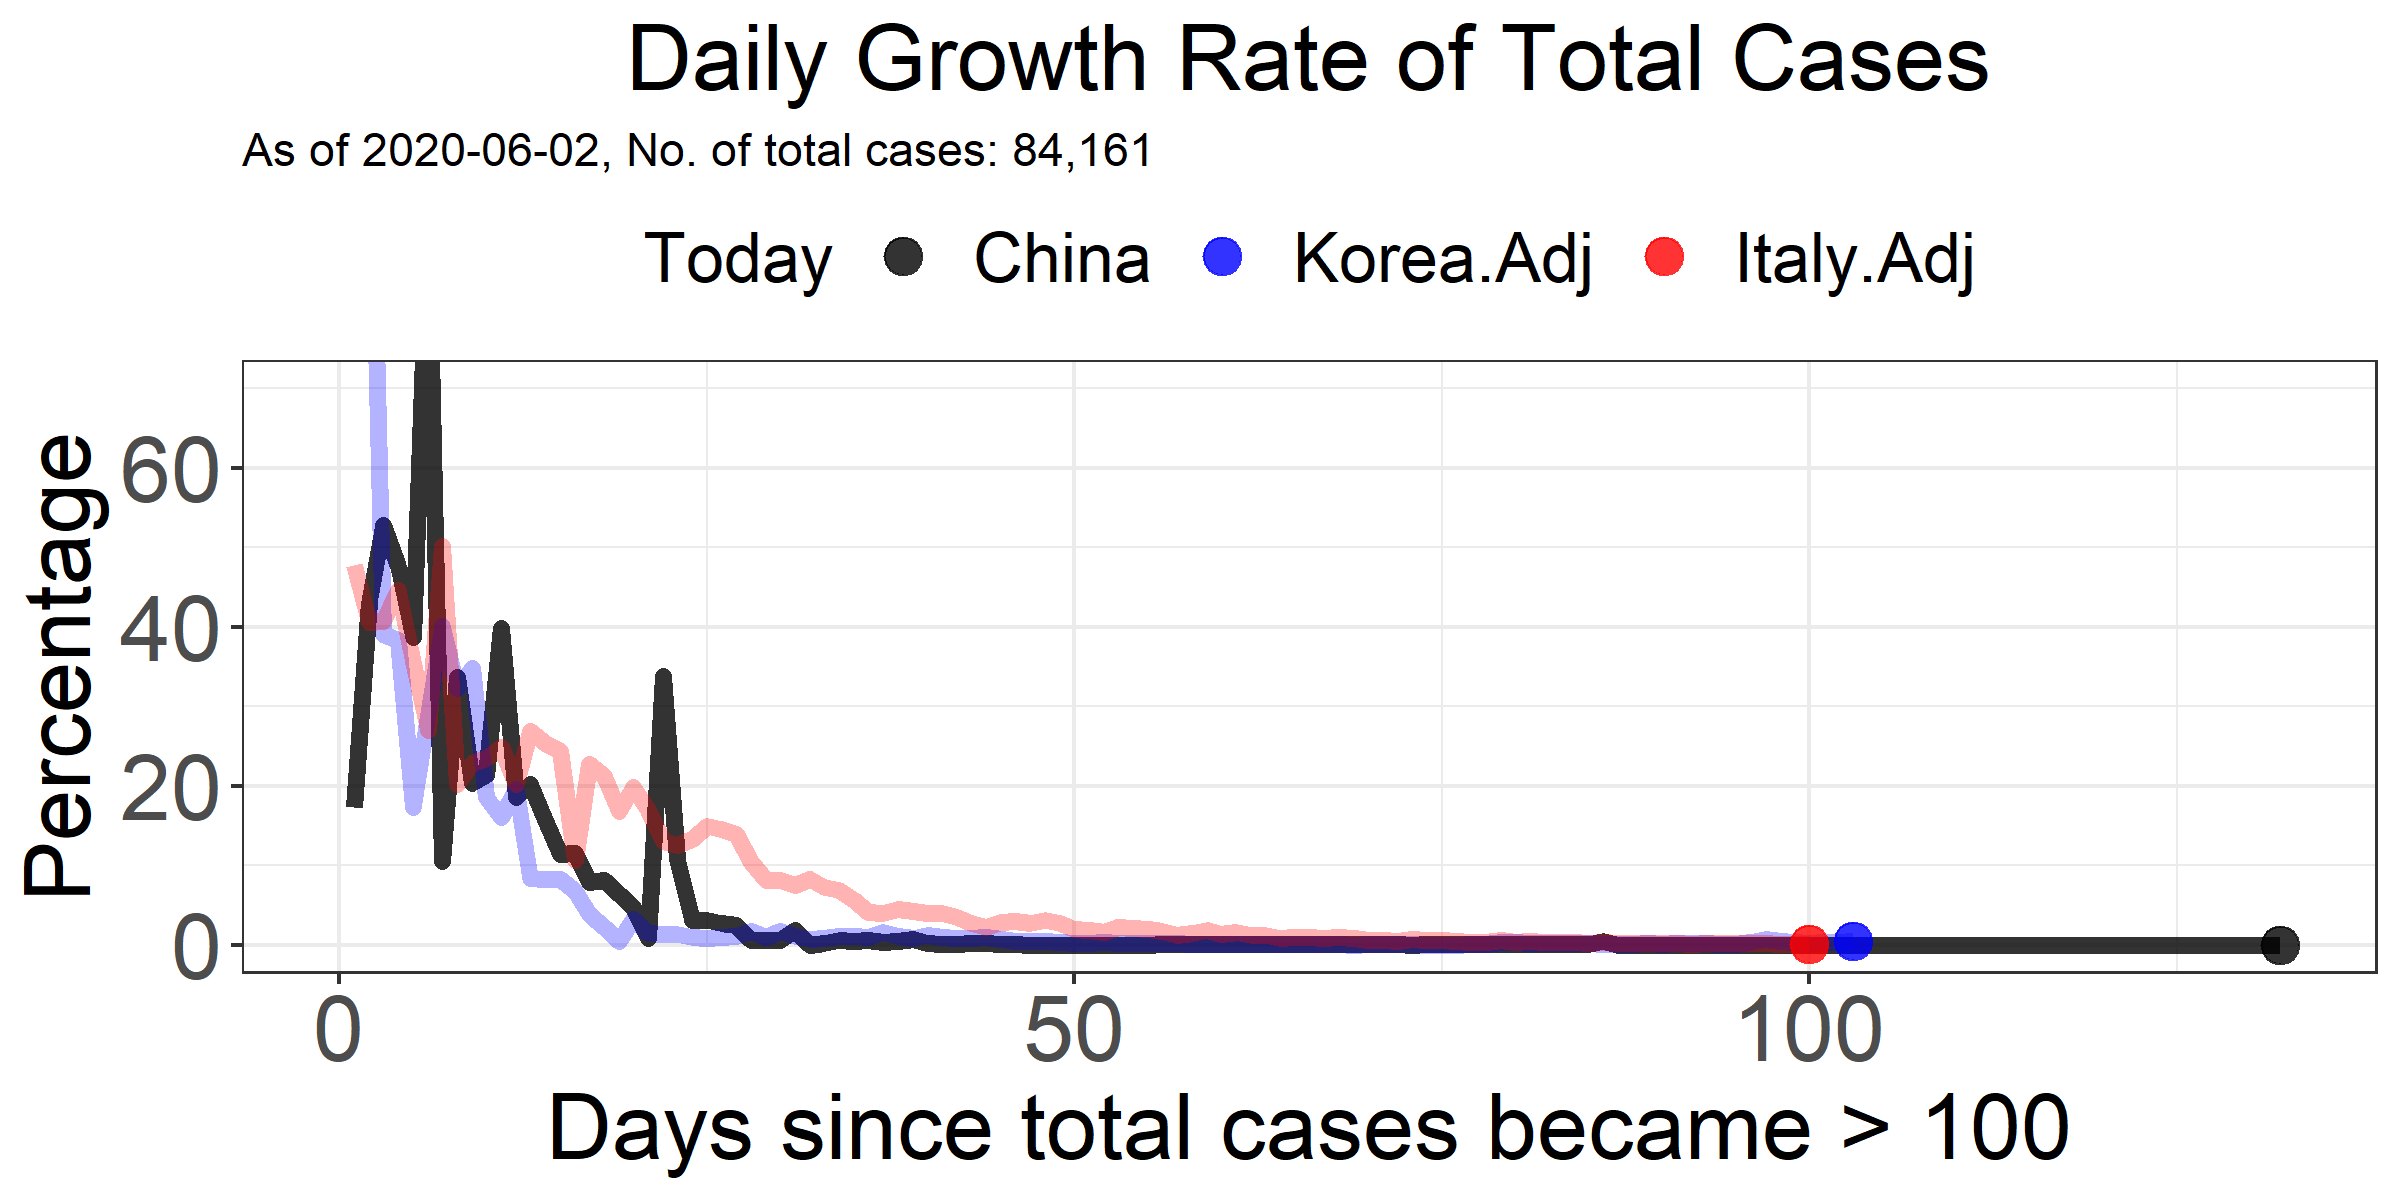 Daily Growth Rate of Total Cases
As of 2020-06-02, No. of total cases: 84,161
Today China Korea.Adj Italy.Adj
Percentage
60
40
20
0
0 50 100
Days since total cases became > 100